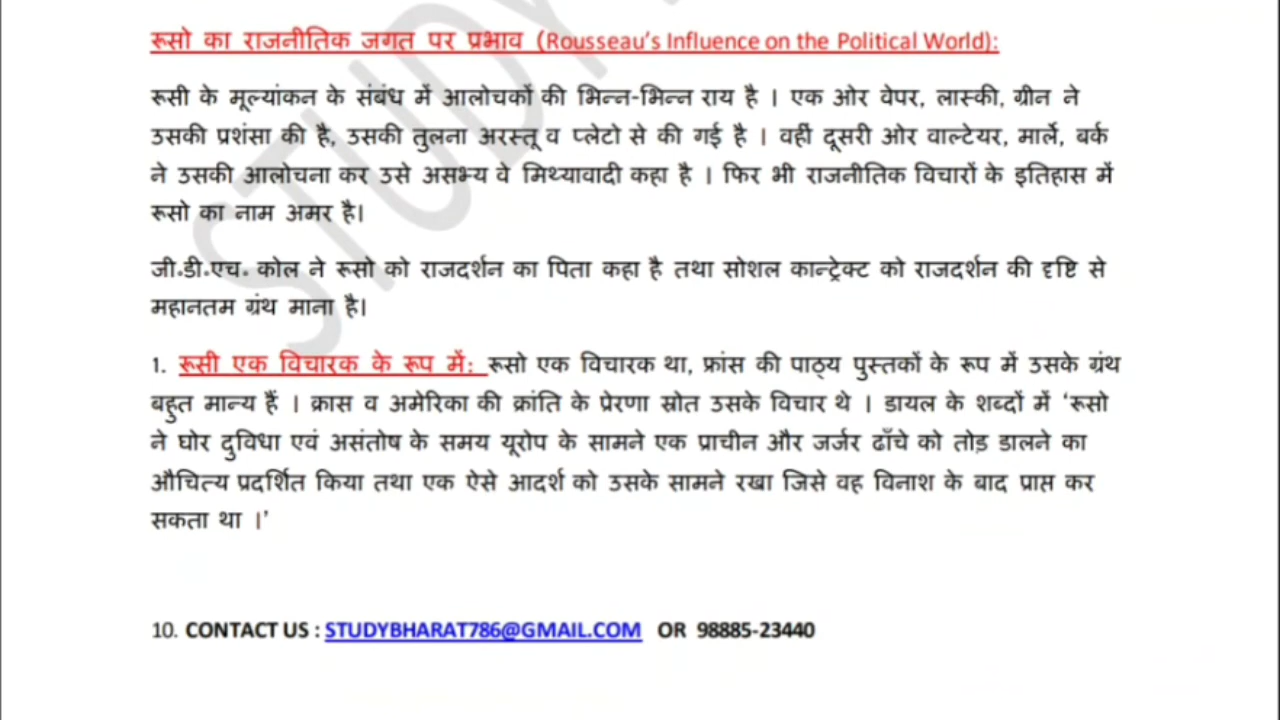 रूसो का राजनीतिक जगत पर प्रभाव (Rousseau's Influence on the Political World):
रूसी के मूल्यांकन के संबंध में आलोचकों की भिन्न-भिन्न राय है । एक ओर वेपर, लास्की, ग्रीन ने
उसकी प्रशंसा की है, उसकी तुलना अरस्तू व प्लेटो से की गई है । वहीं दूसरी ओर वाल्टेयर, मार्ले, बर्क
ने उसकी आलोचना कर उसे असभ्य वे मिथ्यावादी कहा है । फिर भी राजनीतिक विचारों के इतिहास में
रूसो का नाम अमर है।
जी.डी.एच. कोल ने रूसो को राजदर्शन का पिता कहा है तथा सोशल कान्ट्रेक्ट को राजदर्शन की दृष्टि से
महानतम ग्रंथ माना है।
1. रूसी एक विचारक के रूप में: रूसो एक विचारक था, फ्रांस की पाठ्य पुस्तकों के रूप में उसके ग्रंथ
बहुत मान्य हैं । क्रास व अमेरिका की क्रांति के प्रेरणा स्रोत उसके विचार थे । डायल के शब्दों में 'रूसो
ने घोर दुविधा एवं असंतोष के समय यूरोप के सामने एक प्राचीन और जर्जर ढाँचे को तोड़ डालने का
औचित्य प्रदर्शित किया तथा एक ऐसे आदर्श को उसके सामने रखा जिसे वह विनाश के बाद प्राप्त कर
सकता था ।'
10. CONTACT US : STUDYBHARAT786@GMAIL.COM OR 98885-23440
STUDY